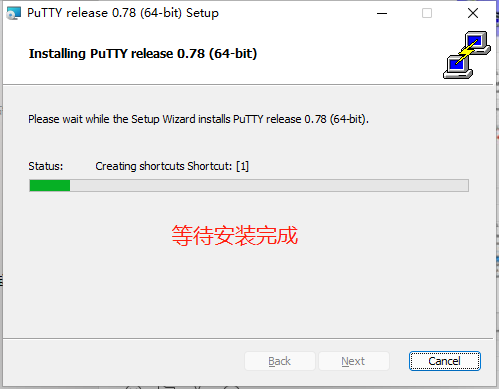 PuTTY release 0.78 (64-bit) Setup
Installing PuTTY release 0.78 (64-bit)
Please wait while the Setup Wizard installs PuTTY release 0.78 (64-bit).
Status: Creating shortcuts Shortcut: [1]
等待安装完成
Back Next Cancel